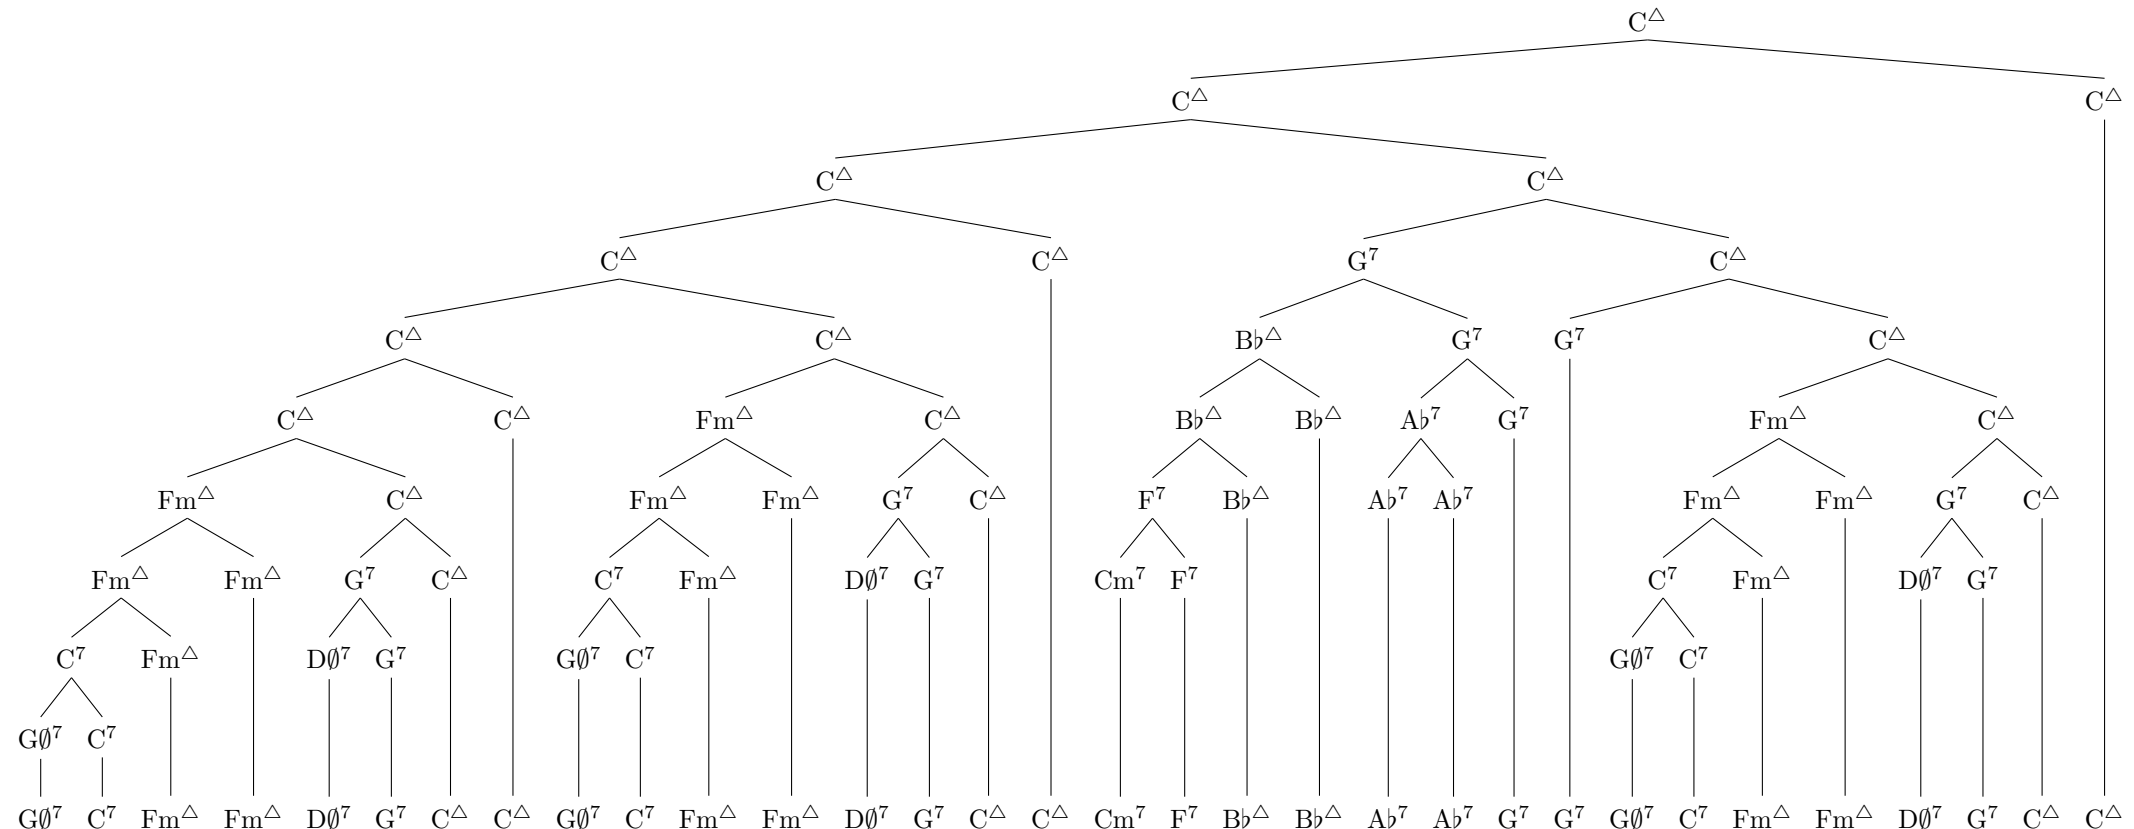 C△
C△ C△
C△ C△
C△ C△ G⁷ C△
C△ C△ B♭△ G⁷ G⁷ C△
C△ C△ Fm△ C△ B♭△ B♭△ A♭⁷ G⁷ Fm△ C△
Fm△ C△ Fm△ Fm△ G⁷ C△ F⁷ B♭△ A♭⁷ A♭⁷ Fm△ Fm△ G⁷ C△
Fm△ Fm△ G⁷ C△ C⁷ Fm△ D∅⁷ G⁷ Cm⁷ F⁷ C⁷ Fm△ D∅⁷ G⁷
C⁷ Fm△ D∅⁷ G⁷ G∅⁷ C⁷ G∅⁷ C⁷
G∅⁷ C⁷
G∅⁷ C⁷ Fm△ Fm△ D∅⁷ G⁷ C△ C△ G∅⁷ C⁷ Fm△ Fm△ D∅⁷ G⁷ C△ C△ Cm⁷ F⁷ B♭△ B♭△ A♭⁷ A♭⁷ G⁷ G⁷ G∅⁷ C⁷ Fm△ Fm△ D∅⁷ G⁷ C△ C△